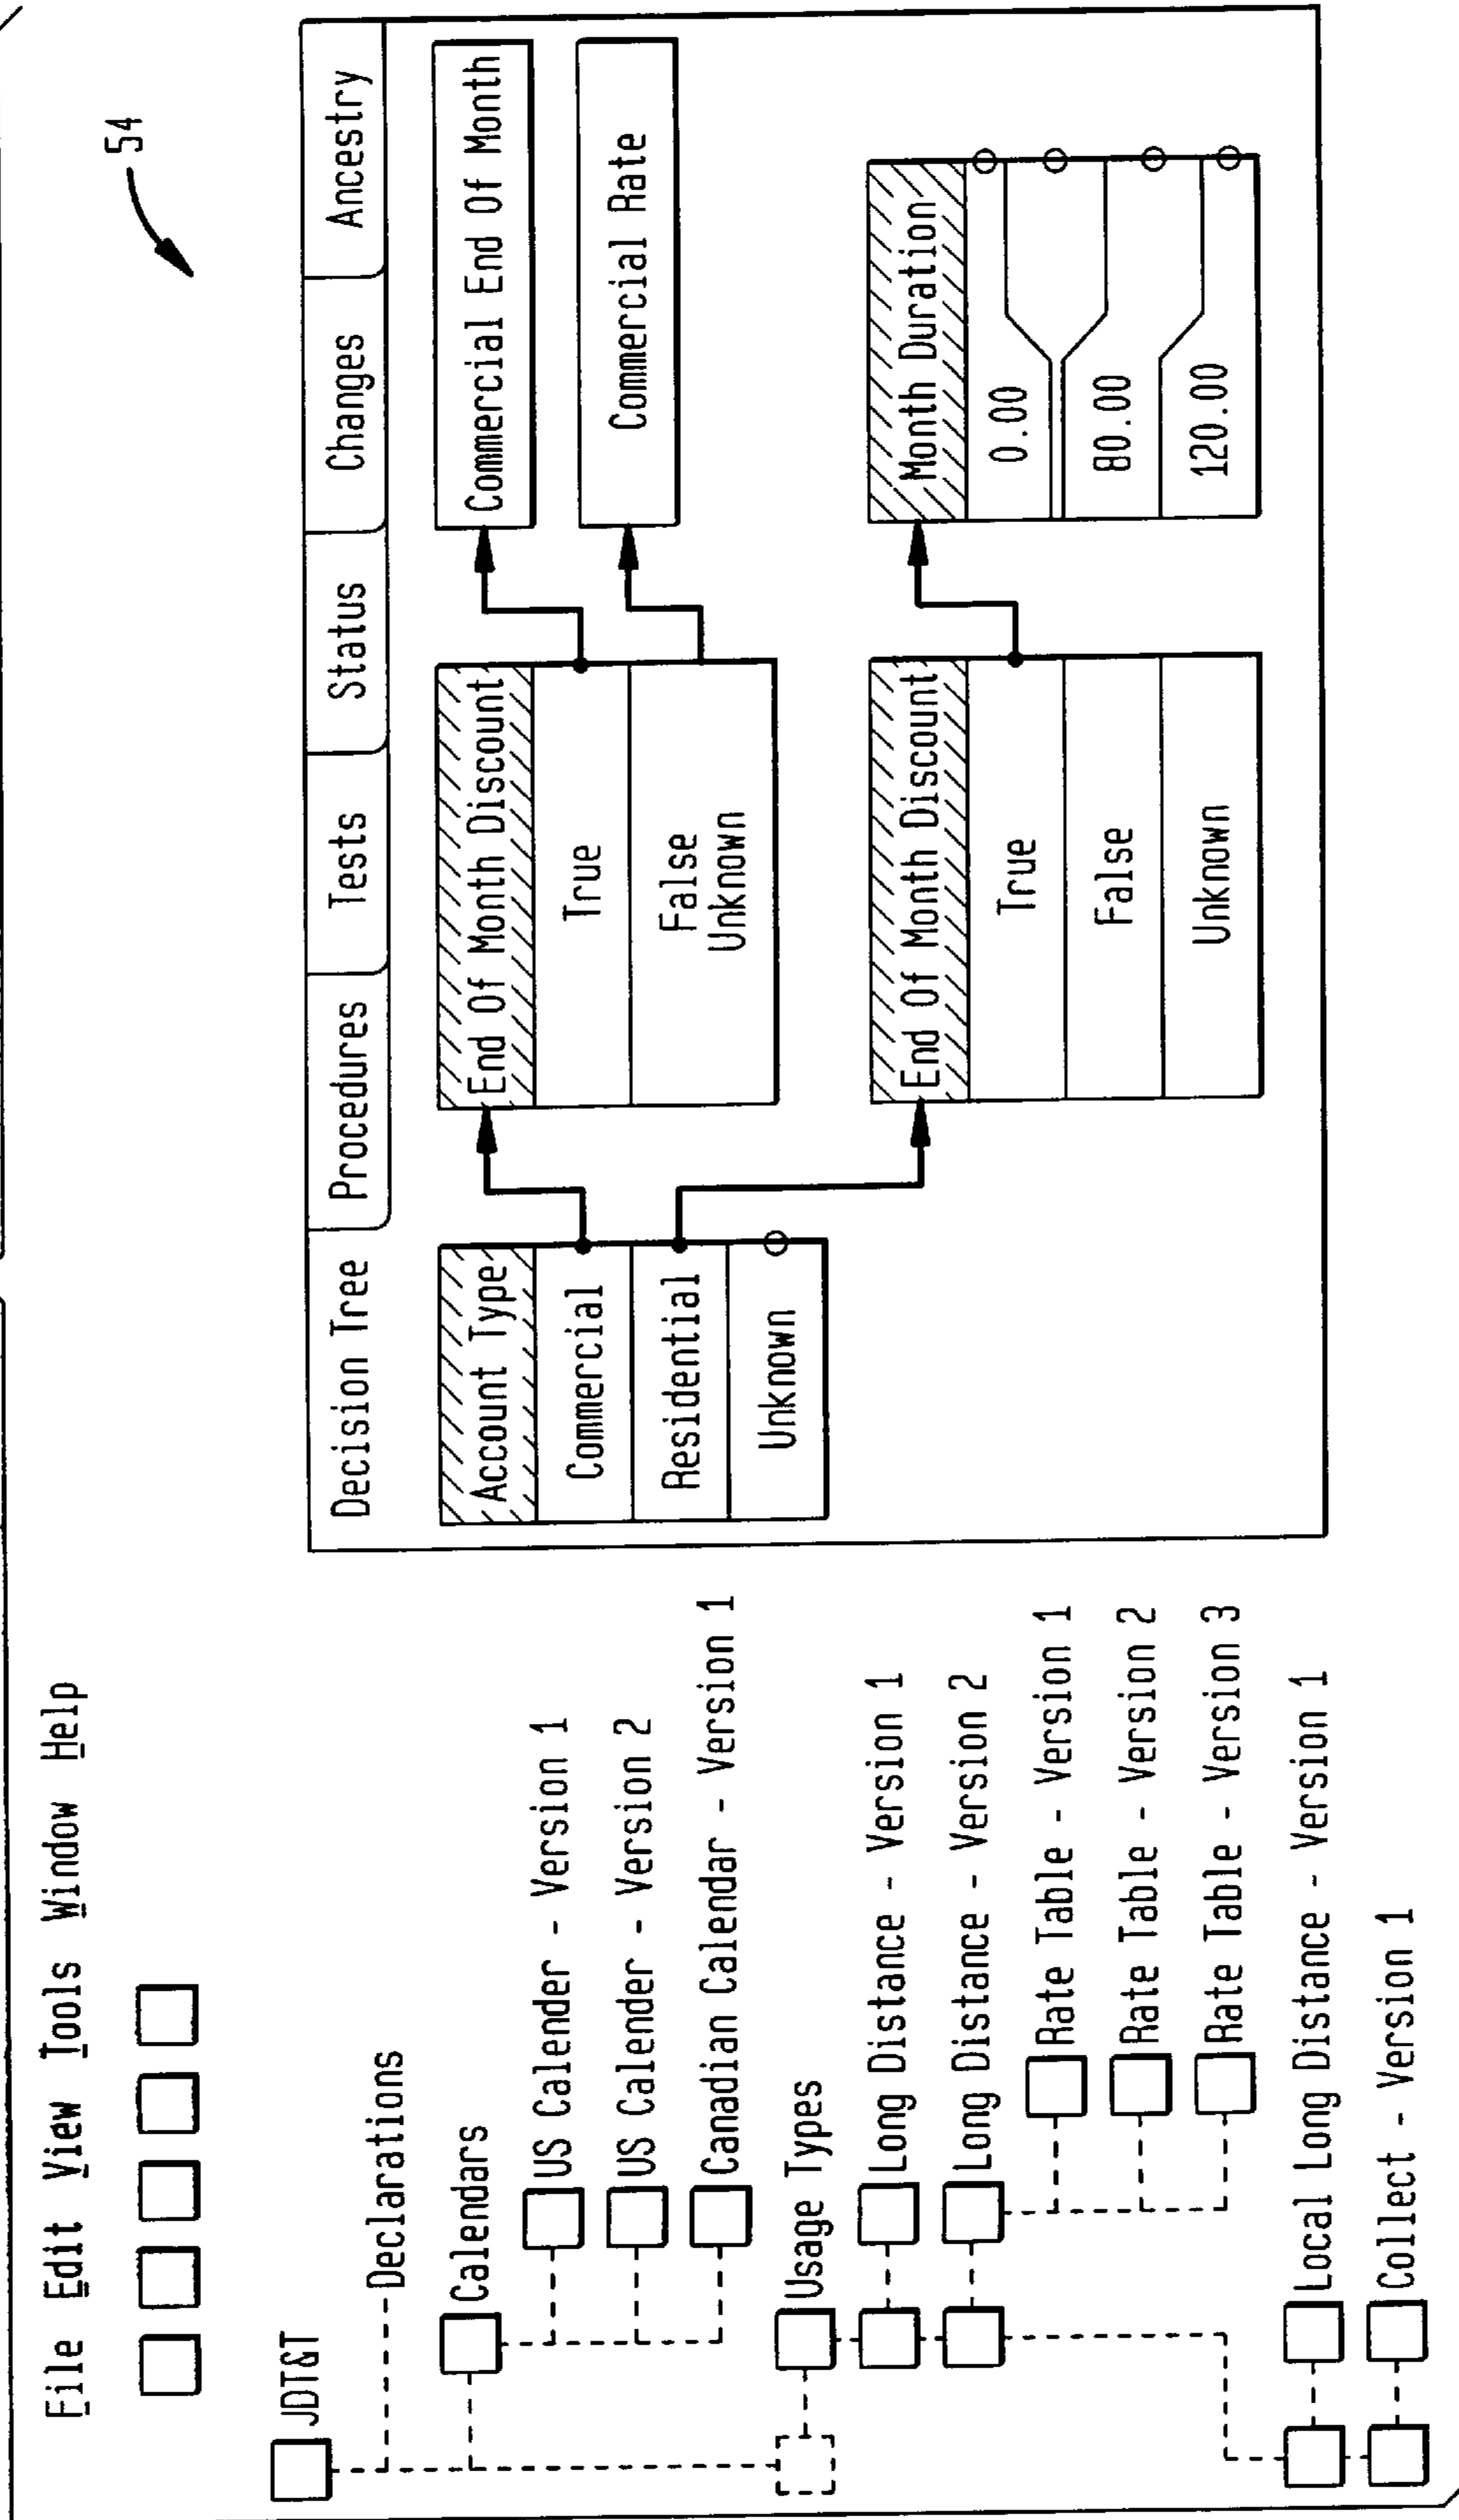 54
File Edit View Tools Window Help
JDT&T
Declarations
Calendars
US Calender - Version 1
US Calender - Version 2
Canadian Calendar - Version 1
Usage Types
Long Distance - Version 1
Long Distance - Version 2
Rate Table - Version 1
Rate Table - Version 2
Rate Table - Version 3
Local Long Distance - Version 1
Collect - Version 1
Decision Tree
Procedures
Tests
Status
Changes
Ancestry
Account Type
Commercial
Residential
Unknown
End Of Month Discount
True
False
Unknown
Commercial End Of Month
Commercial Rate
End Of Month Discount
True
False
Unknown
Month Duration
0.00
80.00
120.00